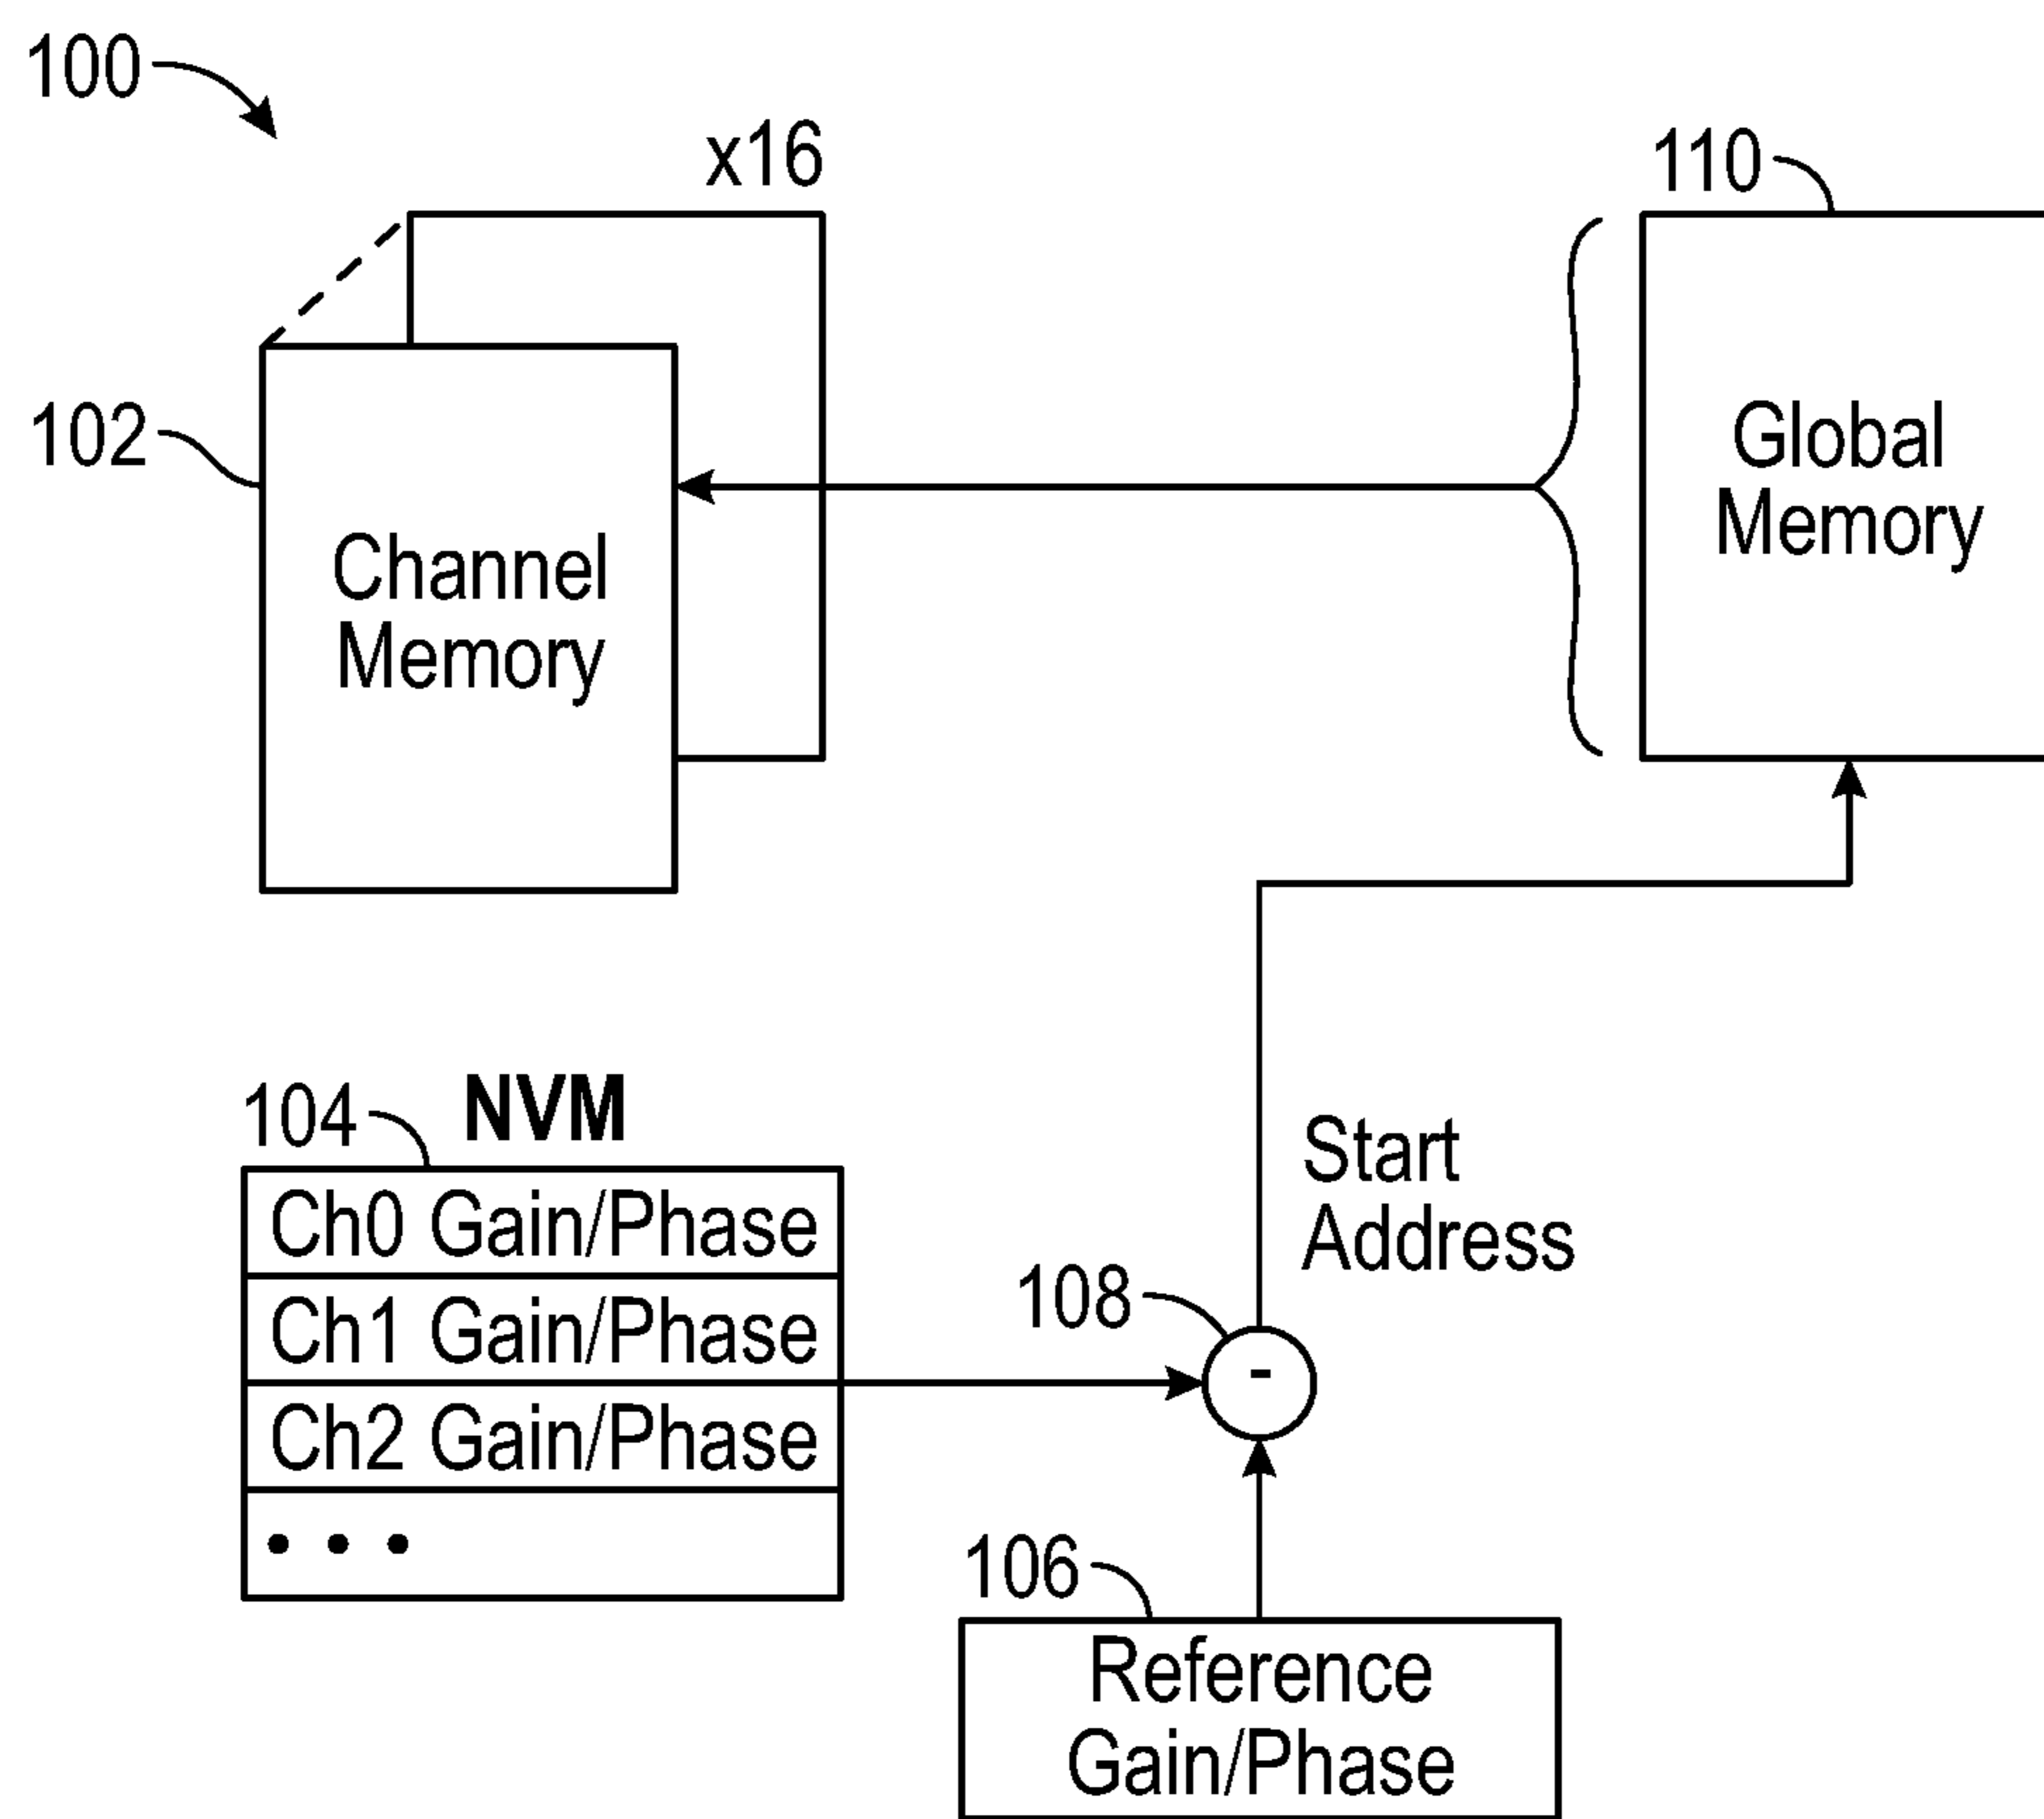 100
x16
110
102
Channel
Memory
Global
Memory
104
NVM
Ch0 Gain/Phase
Ch1 Gain/Phase
Ch2 Gain/Phase
• • •
Start
Address
108
-
106
Reference
Gain/Phase